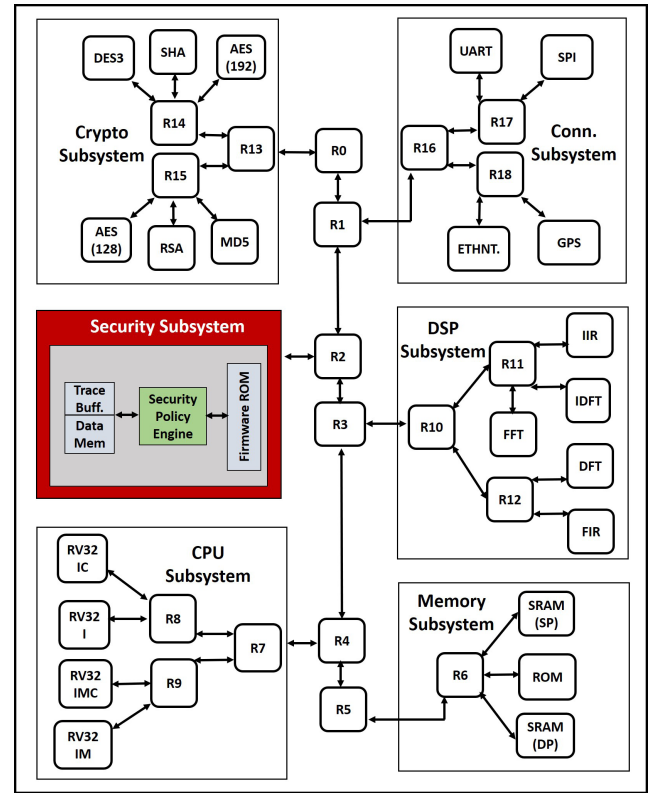 DES3
SHA
AES
(192)
R14
Crypto
Subsystem
R13
R15
AES
(128)
RSA
MD5
R0
R1
UART
SPI
R17
R16
Conn.
Subsystem
R18
ETHNT.
GPS
Security Subsystem
Trace
Buff.
Data
Mem
Security
Policy
Engine
Firmware ROM
R2
R3
DSP
Subsystem
IIR
R11
IDFT
R10
FFT
DFT
R12
FIR
CPU
Subsystem
RV32
IC
RV32
I
R8
R7
RV32
IMC
R9
RV32
IM
R4
R5
Memory
Subsystem
SRAM
(SP)
R6
ROM
SRAM
(DP)